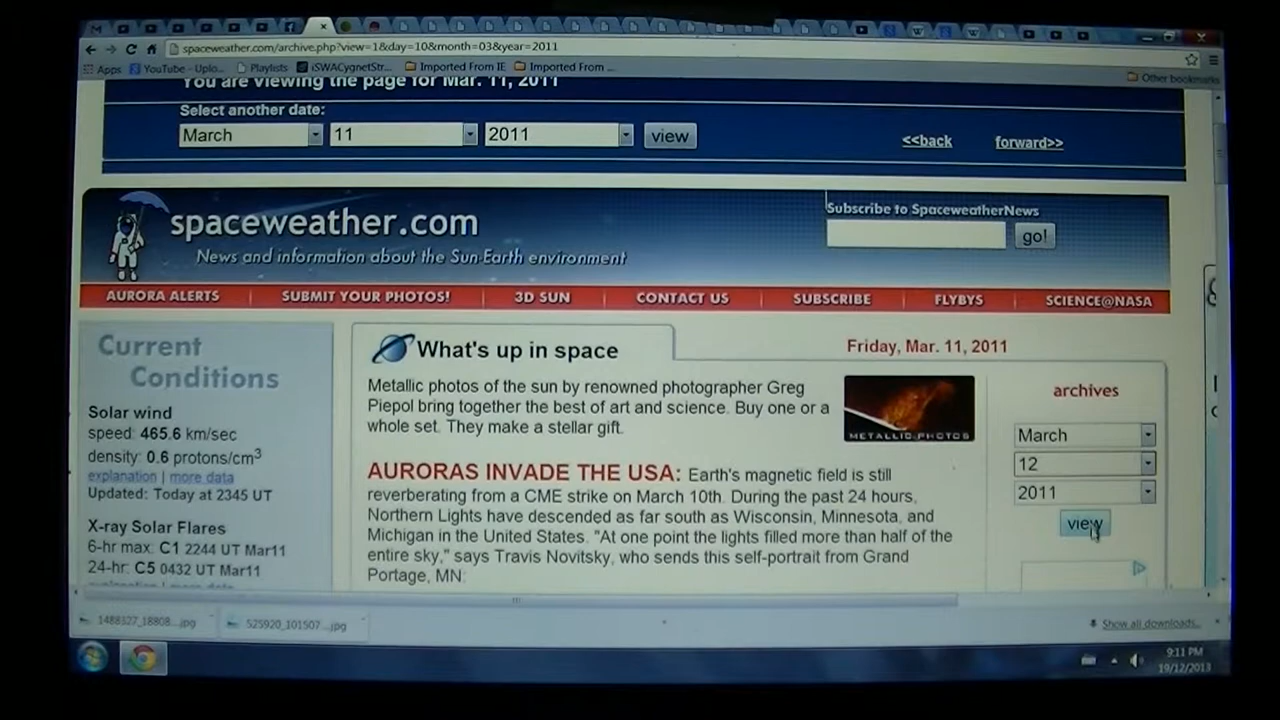 spaceweather.com/archive.php?view=1&day=10&month=03&year=2011
Apps YouTube - Uplo... Playlists iSWACygnetStr... Imported From IE Imported From ...
Other bookmarks
You are viewing the page for Mar. 11, 2011
Select another date:
March 11 2011 view <<back forward>>
Subscribe to SpaceweatherNews
spaceweather.com
go!
News and information about the Sun-Earth environment
AURORA ALERTS SUBMIT YOUR PHOTOS! 3D SUN CONTACT US SUBSCRIBE FLYBYS SCIENCE@NASA
Current
Conditions
Solar wind
speed: 465.6 km/sec
density: 0.6 protons/cm3
explanation | more data
Updated: Today at 2345 UT
X-ray Solar Flares
6-hr max: C1 2244 UT Mar11
24-hr: C5 0432 UT Mar11
explanation | more data
What's up in space
Friday, Mar. 11, 2011
Metallic photos of the sun by renowned photographer Greg
Piepol bring together the best of art and science. Buy one or a
whole set. They make a stellar gift.
METALLIC PHOTOS
AURORAS INVADE THE USA: Earth's magnetic field is still
reverberating from a CME strike on March 10th. During the past 24 hours,
Northern Lights have descended as far south as Wisconsin, Minnesota, and
Michigan in the United States. "At one point the lights filled more than half of the
entire sky," says Travis Novitsky, who sends this self-portrait from Grand
Portage, MN:
archives
March
12
2011
view
1488327_18808...jpg 525920_101507...jpg Show all downloads...
9:11 PM
19/12/2013